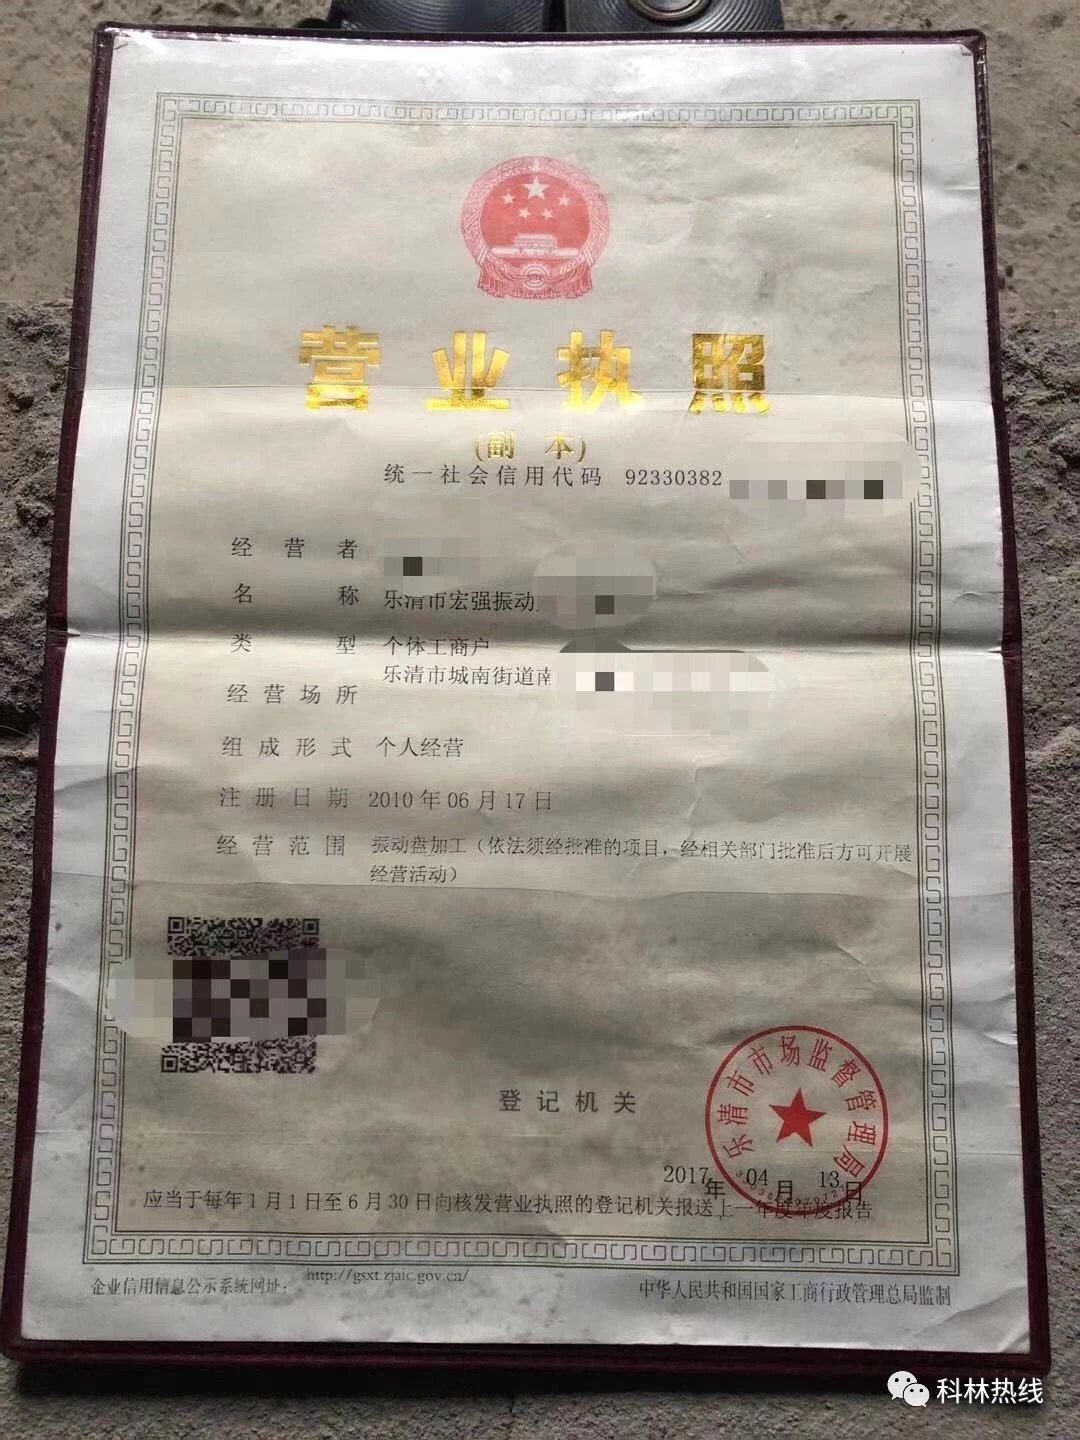 营业执照
(副 本)
统一社会信用代码 92330382
经营者
名称 乐清市宏强振动
类型 个体工商户
经营场所 乐清市城南街道南
组成形式 个人经营
注册日期 2010年06月17日
经营范围 振动盘加工（依法须经批准的项目，经相关部门批准后方可开展
经营活动）
登记机关
乐清市市场监督管理局
2017年04月13日
应当于每年1月1日至6月30日向核发营业执照的登记机关报送上一年度年度报告
企业信用信息公示系统网址： http://gsxt.zjaic.gov.cn/
中华人民共和国国家工商行政管理总局监制
科林热线